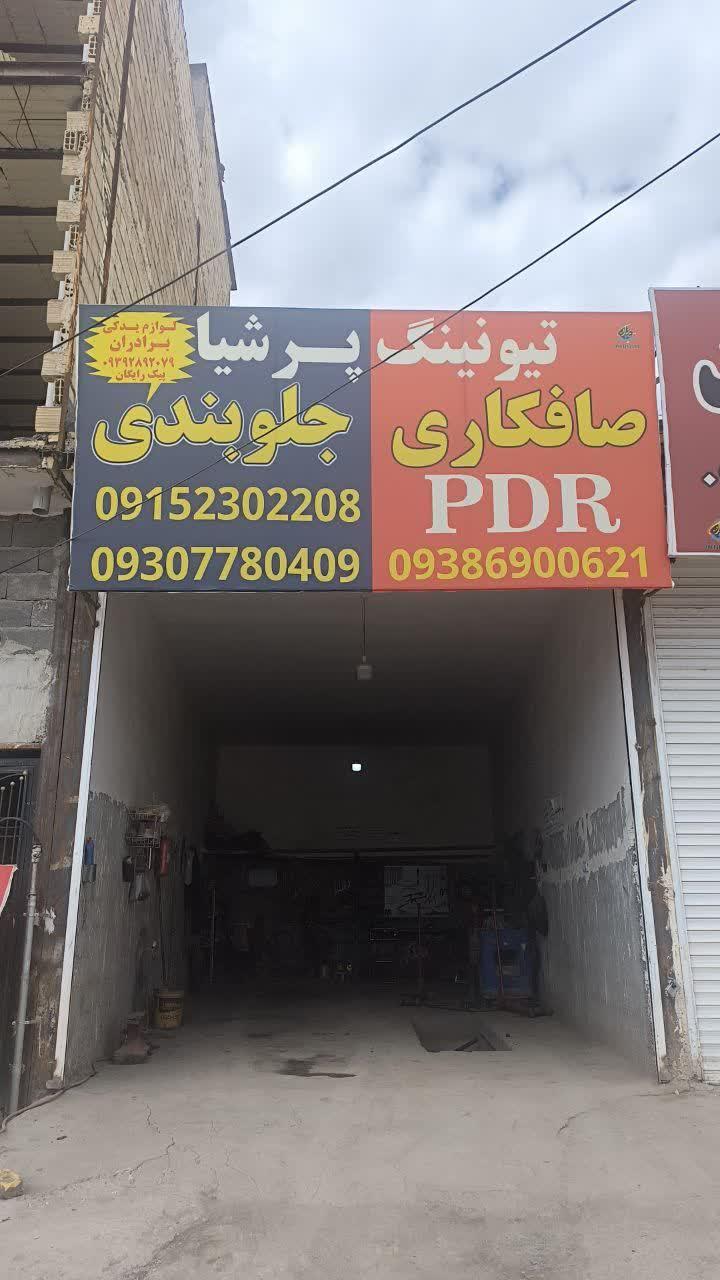 تیونینگ پرشیا
صافکاری
PDR
09386900621
جلوبندی
09152302208
09307780409
لوازم یدکی
برادران
۰۹۳۹۲۸۹۲۰۷۹
پیک رایگان